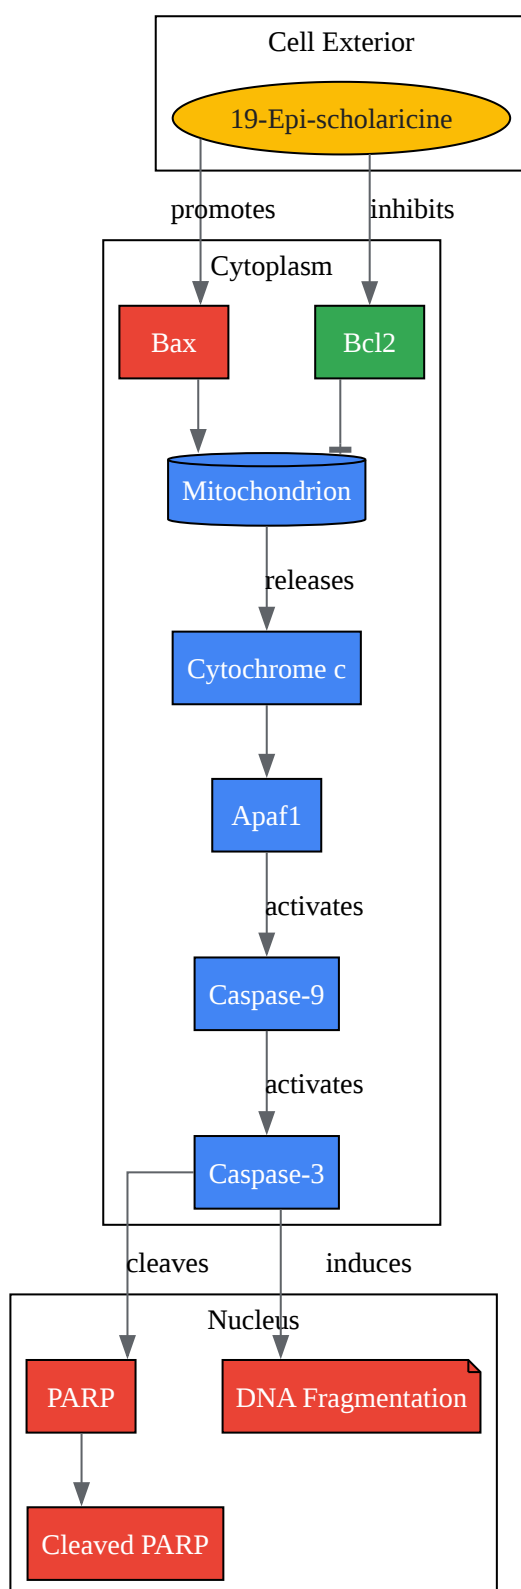 Cell Exterior
19-Epi-scholaricine
promotes
inhibits
Cytoplasm
Bax
Bcl2
Mitochondrion
releases
Cytochrome c
Apaf1
activates
Caspase-9
activates
Caspase-3
cleaves
induces
Nucleus
PARP
DNA Fragmentation
Cleaved PARP